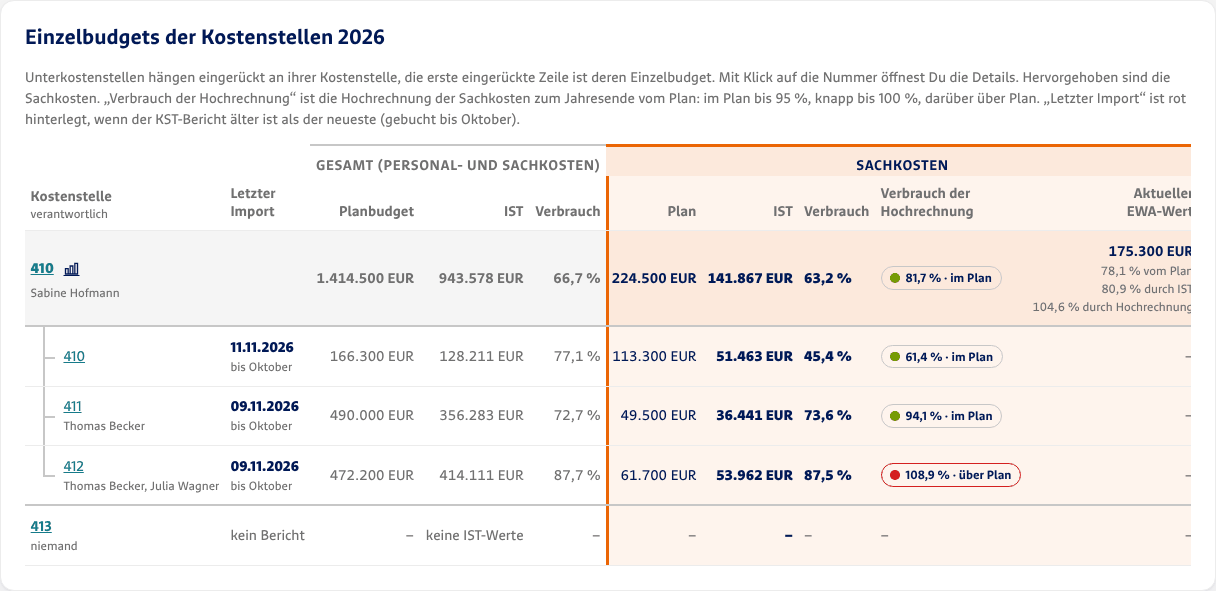 Einzelbudgets der Kostenstellen 2026
Unterkostenstellen hängen eingerückt an ihrer Kostenstelle, die erste eingerückte Zeile ist deren Einzelbudget. Mit Klick auf die Nummer öffnest Du die Details. Hervorgehoben sind die
Sachkosten. „Verbrauch der Hochrechnung“ ist die Hochrechnung der Sachkosten zum Jahresende vom Plan: im Plan bis 95 %, knapp bis 100 %, darüber über Plan. „Letzter Import“ ist rot
hinterlegt, wenn der KST-Bericht älter ist als der neueste (gebucht bis Oktober).
GESAMT (PERSONAL- UND SACHKOSTEN) SACHKOSTEN
Kostenstelle
verantwortlich
Letzter
Import
Planbudget IST Verbrauch Plan IST Verbrauch
Verbrauch der
Hochrechnung
Aktueller
EWA-Wert
410
Sabine Hofmann
1.414.500 EUR 943.578 EUR 66,7 % 224.500 EUR 141.867 EUR 63,2 % 81,7 % · im Plan
175.300 EUR
78,1 % vom Plan
80,9 % durch IST
104,6 % durch Hochrechnung
410
11.11.2026
bis Oktober
166.300 EUR 128.211 EUR 77,1 % 113.300 EUR 51.463 EUR 45,4 % 61,4 % · im Plan –
411
Thomas Becker
09.11.2026
bis Oktober
490.000 EUR 356.283 EUR 72,7 % 49.500 EUR 36.441 EUR 73,6 % 94,1 % · im Plan –
412
Thomas Becker, Julia Wagner
09.11.2026
bis Oktober
472.200 EUR 414.111 EUR 87,7 % 61.700 EUR 53.962 EUR 87,5 % 108,9 % · über Plan –
413
niemand
kein Bericht – keine IST-Werte – – – – – –